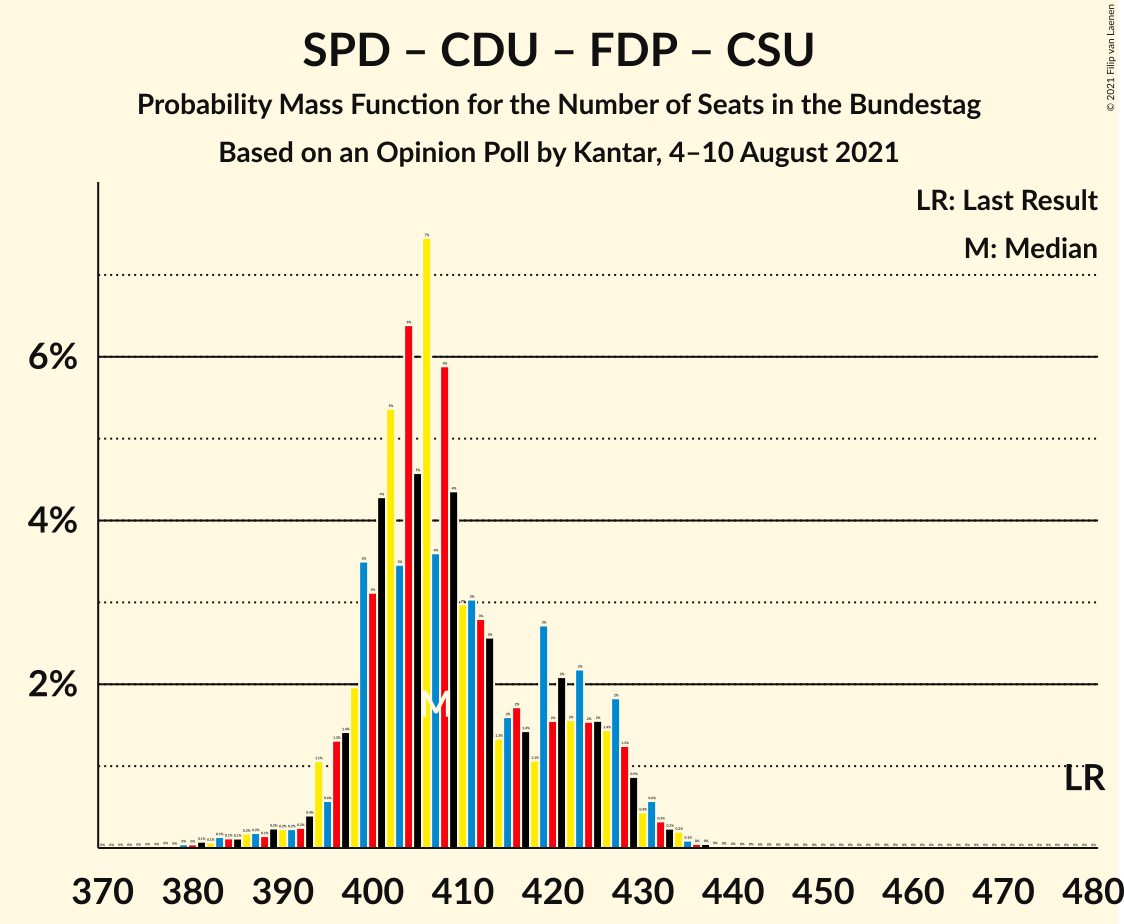 SPD – CDU – FDP – CSU
Probability Mass Function for the Number of Seats in the Bundestag
Based on an Opinion Poll by Kantar, 4–10 August 2021
© 2021 Filip van Laenen
LR: Last Result
M: Median
6%
4%
2%
M
LR
370 380 390 400 410 420 430 440 450 460 470 480